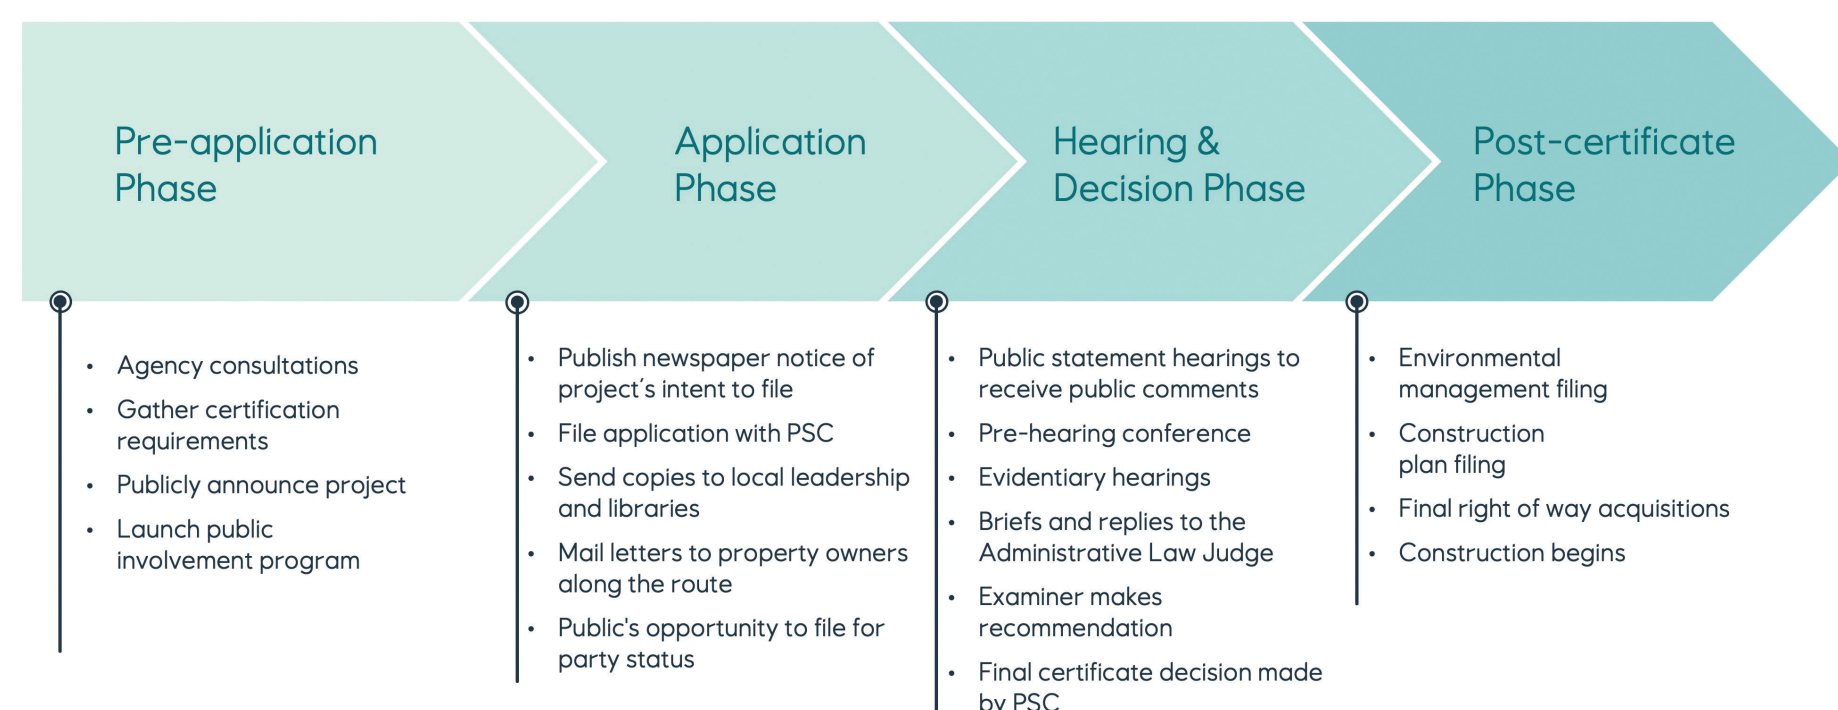 Pre-application
Phase
Application
Phase
Hearing &
Decision Phase
Post-certificate
Phase
• Agency consultations
• Gather certification
requirements
• Publicly announce project
• Launch public
involvement program
• Publish newspaper notice of
project´s intent to file
• File application with PSC
• Send copies to local leadership
and libraries
• Mail letters to property owners
along the route
• Public's opportunity to file for
party status
• Public statement hearings to
receive public comments
• Pre-hearing conference
• Evidentiary hearings
• Briefs and replies to the
Administrative Law Judge
• Examiner makes
recommendation
• Final certificate decision made
by PSC
• Environmental
management filing
• Construction
plan filing
• Final right of way acquisitions
• Construction begins